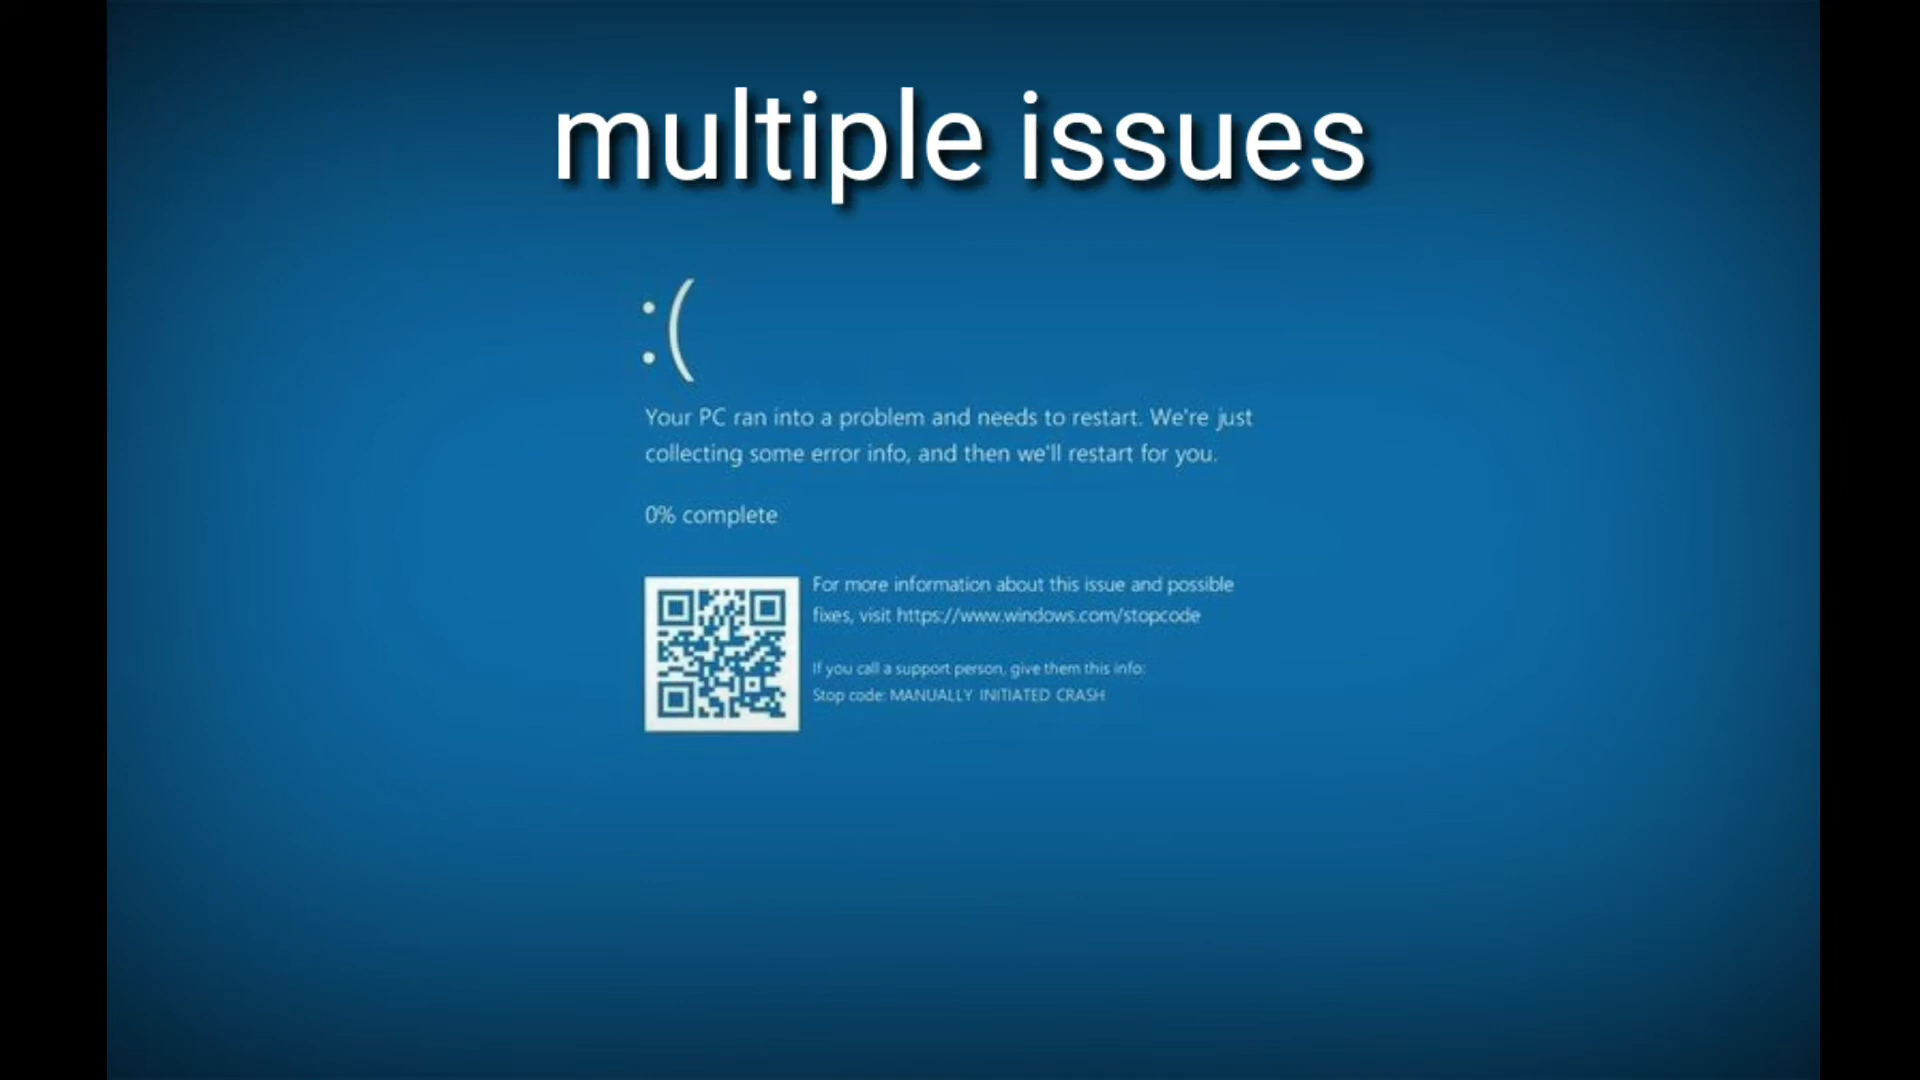 multiple issues
:(
Your PC ran into a problem and needs to restart. We're just
collecting some error info, and then we'll restart for you.
0% complete
For more information about this issue and possible
fixes, visit https://www.windows.com/stopcode
If you call a support person, give them this info:
Stop code: MANUALLY INITIATED CRASH